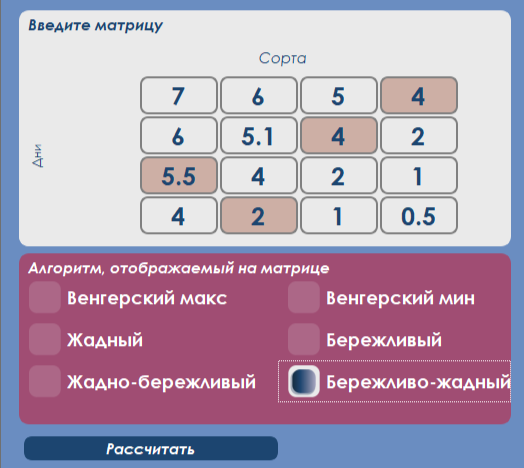 Введите матрицу
Сорта
Дни
7 6 5 4
6 5.1 4 2
5.5 4 2 1
4 2 1 0.5
Алгоритм, отображаемый на матрице
Венгерский макс Венгерский мин
Жадный Бережливый
Жадно-бережливый Бережливо-жадный
Рассчитать